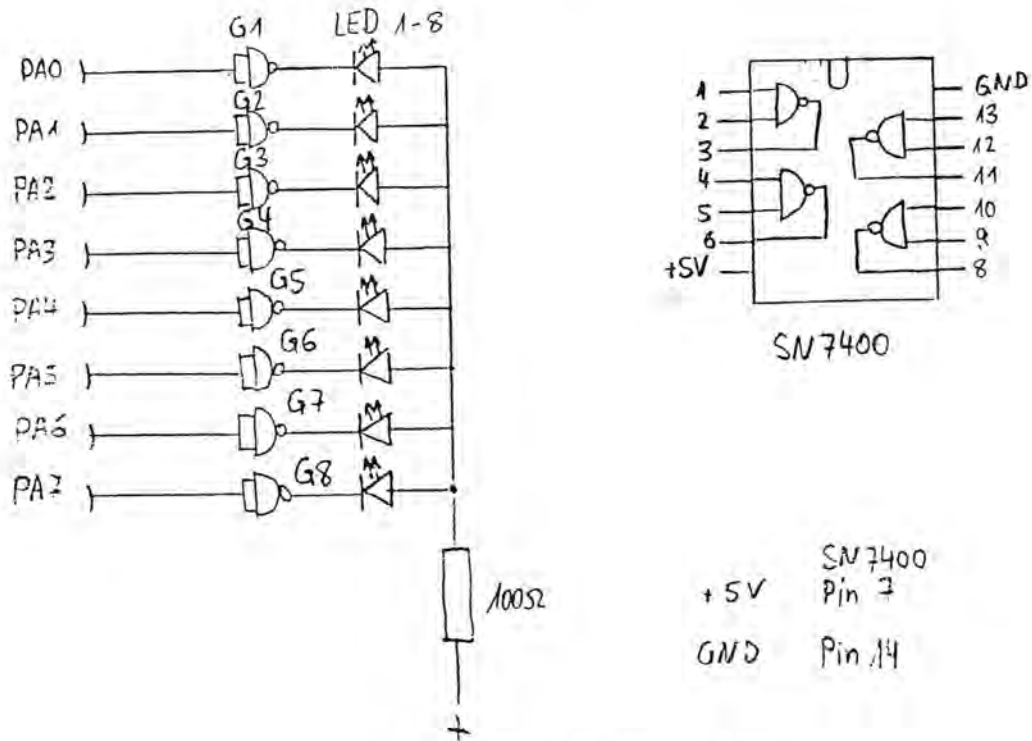 G1 LED 1-8
PA0
G2
PA1
G3
PA2
G4
PA3
G5
PA4
G6
PA5
G7
PA6
G8
PA7
100Ω
+
1
2
3
4
5
6
+5V
GND
13
12
11
10
9
8
SN7400
SN7400
+5V Pin 7
GND Pin 14